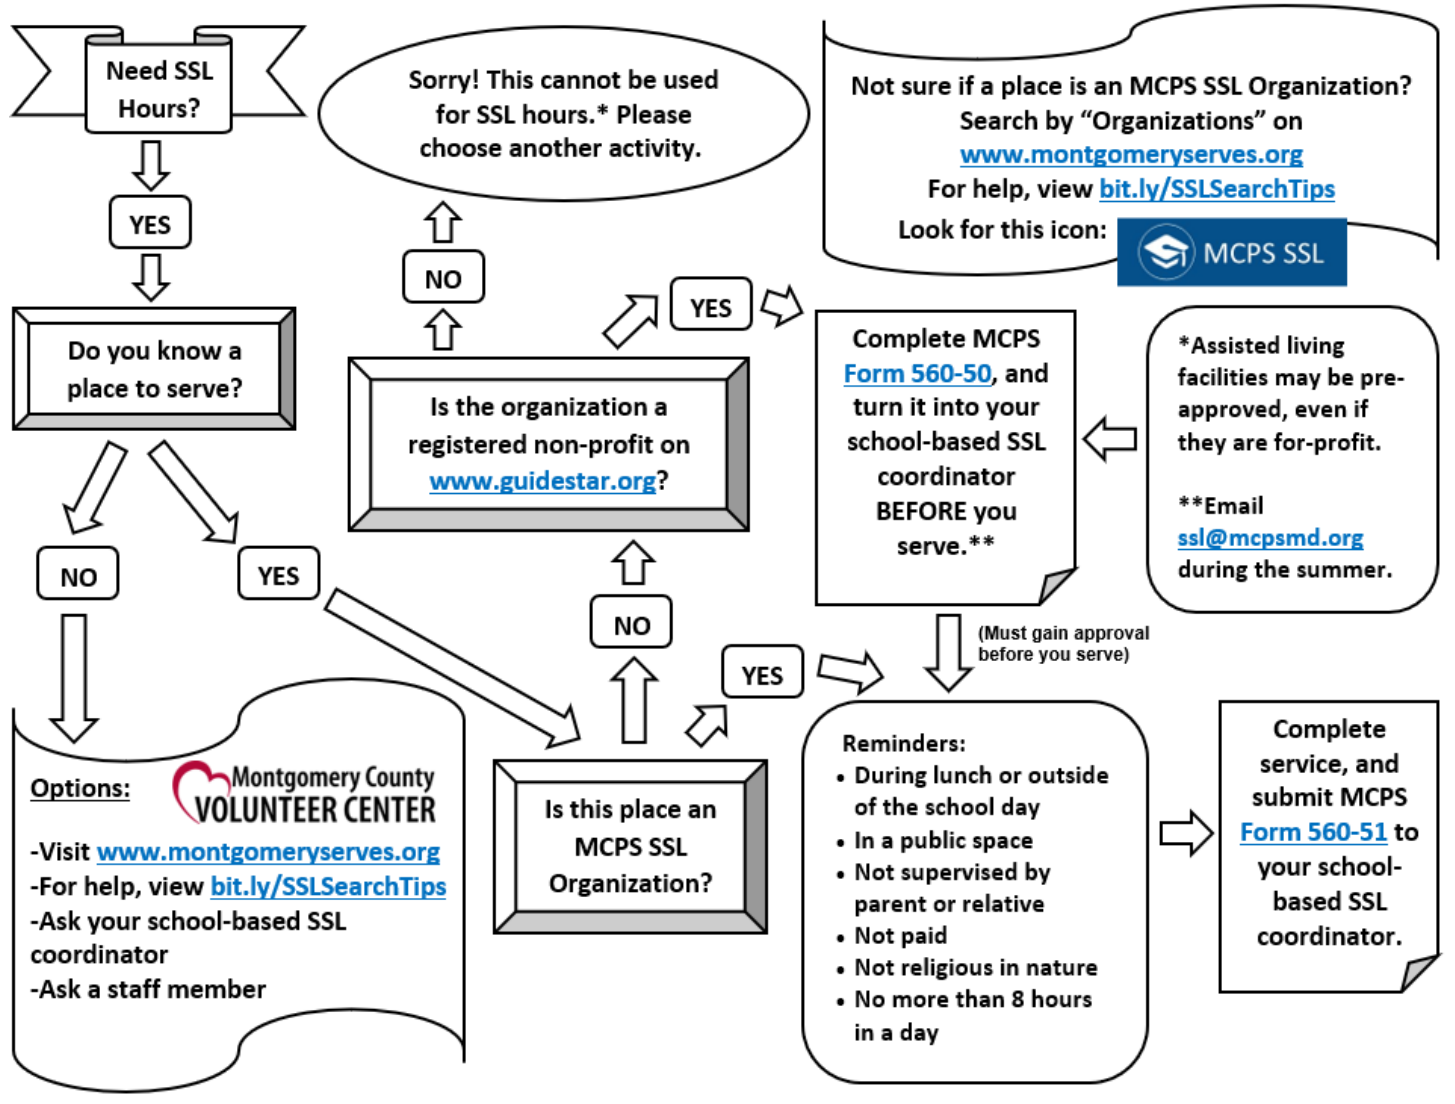 Need SSL
Hours?
YES
Do you know a
place to serve?
NO
YES
Options:
Montgomery County
VOLUNTEER CENTER
-Visit www.montgomeryserves.org
-For help, view bit.ly/SSLSearchTips
-Ask your school-based SSL
coordinator
-Ask a staff member
Is this place an
MCPS SSL
Organization?
NO
YES
Is the organization a
registered non-profit on
www.guidestar.org?
NO
Sorry! This cannot be used
for SSL hours.* Please
choose another activity.
YES
Complete MCPS
Form 560-50, and
turn it into your
school-based SSL
coordinator
BEFORE you
serve.**
(Must gain approval
before you serve)
Not sure if a place is an MCPS SSL Organization?
Search by “Organizations” on
www.montgomeryserves.org
For help, view bit.ly/SSLSearchTips
Look for this icon:
MCPS SSL
*Assisted living
facilities may be pre-
approved, even if
they are for-profit.
**Email
ssl@mcpsmd.org
during the summer.
Reminders:
• During lunch or outside
of the school day
• In a public space
• Not supervised by
parent or relative
• Not paid
• Not religious in nature
• No more than 8 hours
in a day
Complete
service, and
submit MCPS
Form 560-51 to
your school-
based SSL
coordinator.